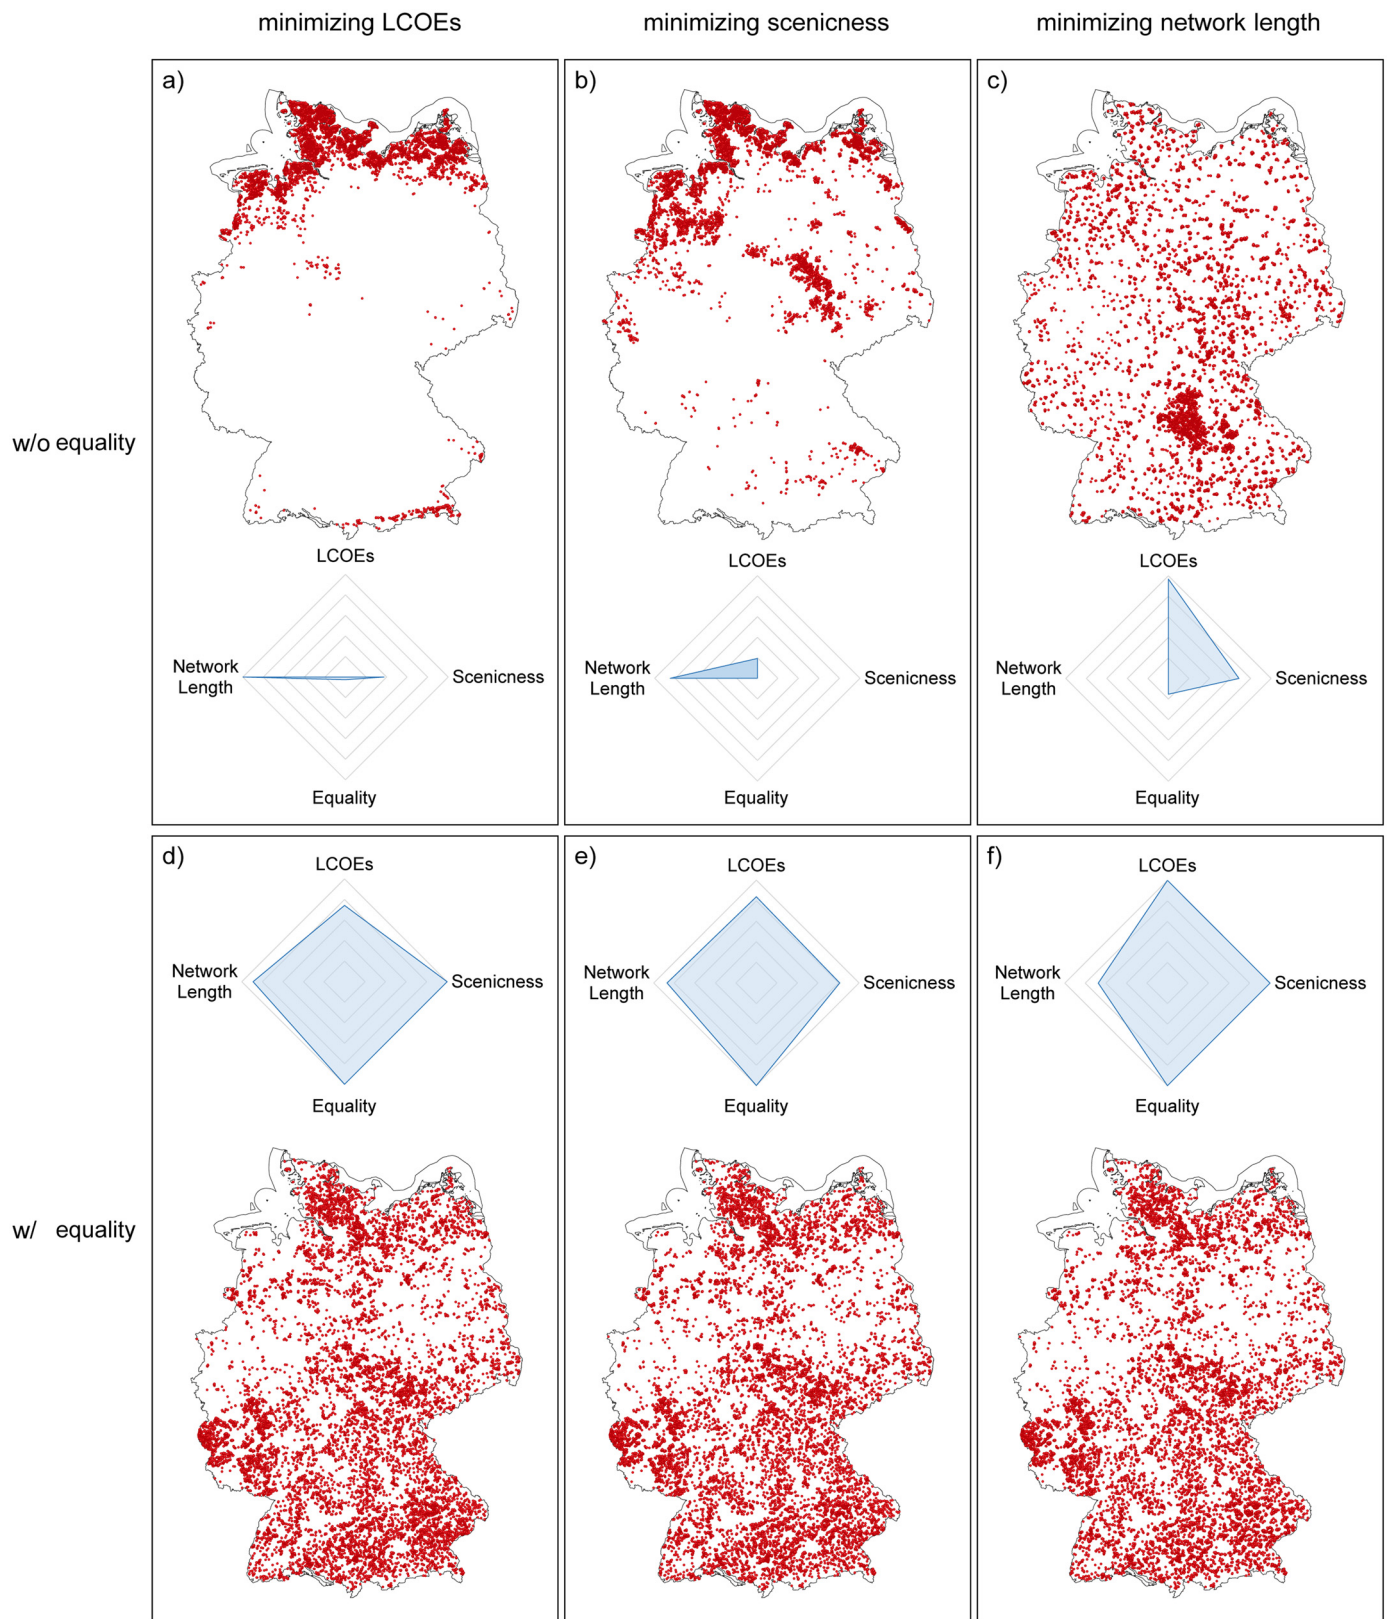 minimizing LCOEs
minimizing scenicness
minimizing network length
w/o equality
a)
LCOEs
Network
Length
Scenicness
Equality
b)
LCOEs
Network
Length
Scenicness
Equality
c)
LCOEs
Network
Length
Scenicness
Equality
w/ equality
d)
LCOEs
Network
Length
Scenicness
Equality
e)
LCOEs
Network
Length
Scenicness
Equality
f)
LCOEs
Network
Length
Scenicness
Equality